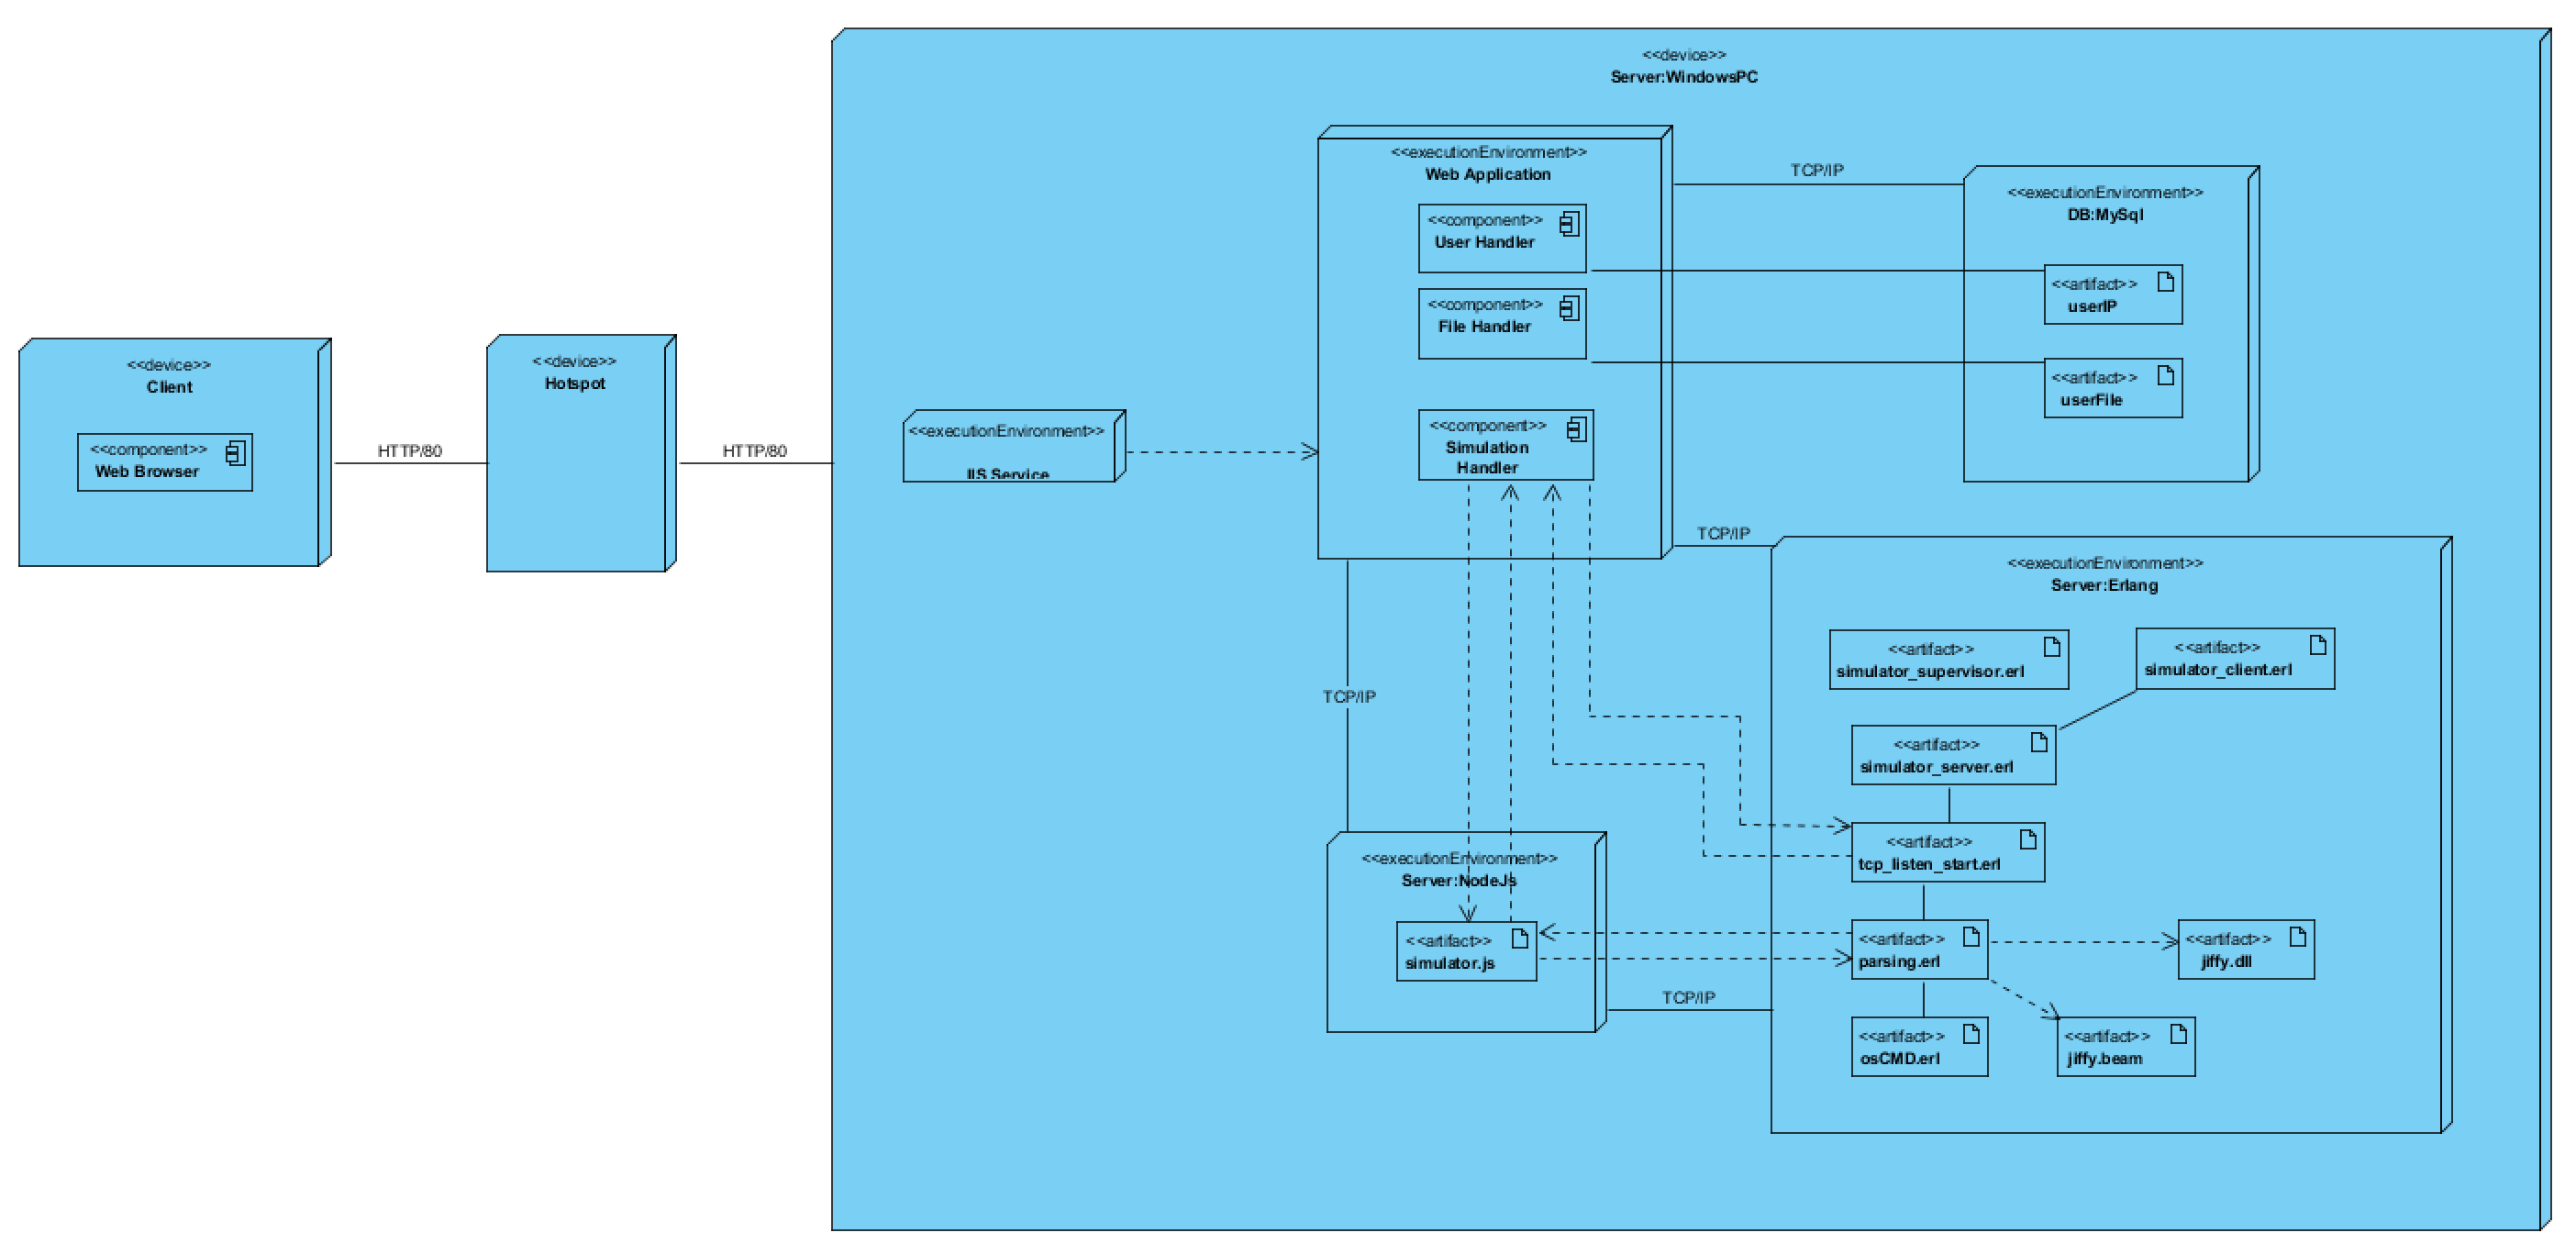 <<device>>
Server:WindowsPC
<<device>>
Client
<<component>>
Web Browser
HTTP/80
<<device>>
Hotspot
HTTP/80
<<executionEnvironment>>
IIS Service
<<executionEnvironment>>
Web Application
<<component>>
User Handler
<<component>>
File Handler
<<component>>
Simulation
Handler
TCP/IP
<<executionEnvironment>>
DB:MySql
<<artifact>>
userIP
<<artifact>>
userFile
TCP/IP
TCP/IP
<<executionEnvironment>>
Server:NodeJs
<<artifact>>
simulator.js
TCP/IP
<<executionEnvironment>>
Server:Erlang
<<artifact>>
simulator_supervisor.erl
<<artifact>>
simulator_client.erl
<<artifact>>
simulator_server.erl
<<artifact>>
tcp_listen_start.erl
<<artifact>>
parsing.erl
<<artifact>>
jiffy.dll
<<artifact>>
osCMD.erl
<<artifact>>
jiffy.beam